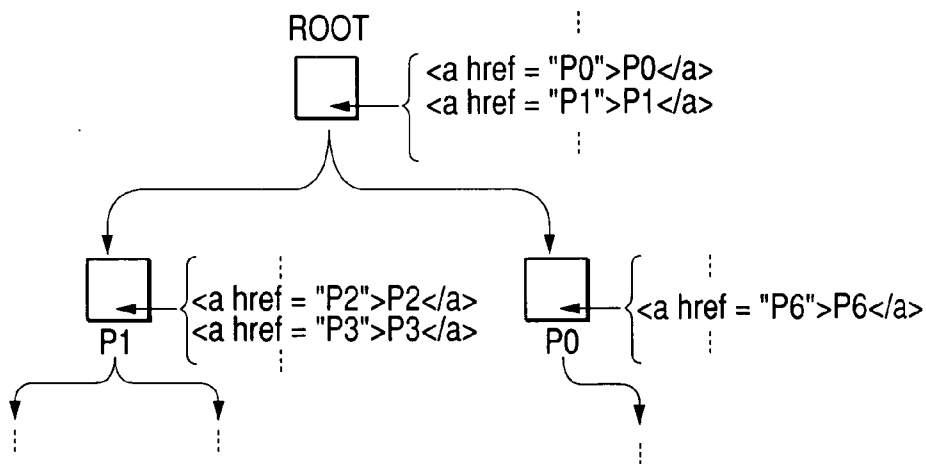 ROOT
<a href = "P0">P0</a>
<a href = "P1">P1</a>
<a href = "P2">P2</a>
<a href = "P3">P3</a>
P1
<a href = "P6">P6</a>
P0